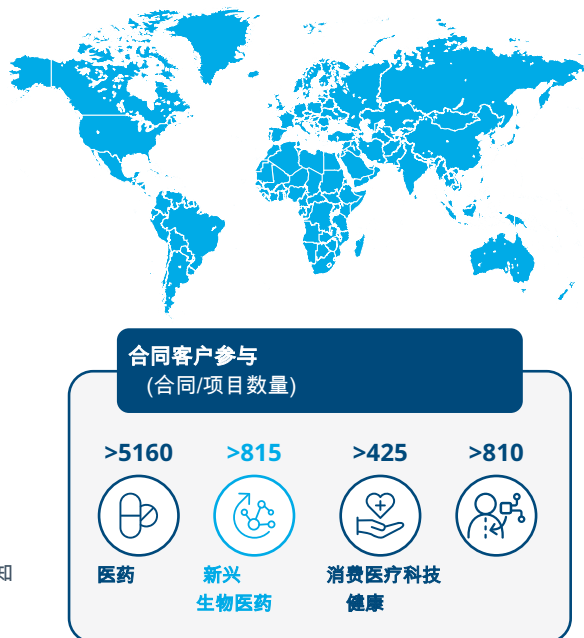 合同客户参与
(合同/项目数量)
>5160 >815 >425 >810
知
医药 新兴 消费医疗科技
生物医药 健康